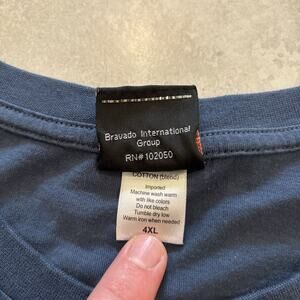 Bravado International
Group
RN#102050
COTTON (blend)
Imported
Machine wash warm
with like colors
Do not bleach
Tumble dry low
Warm iron when needed
4XL